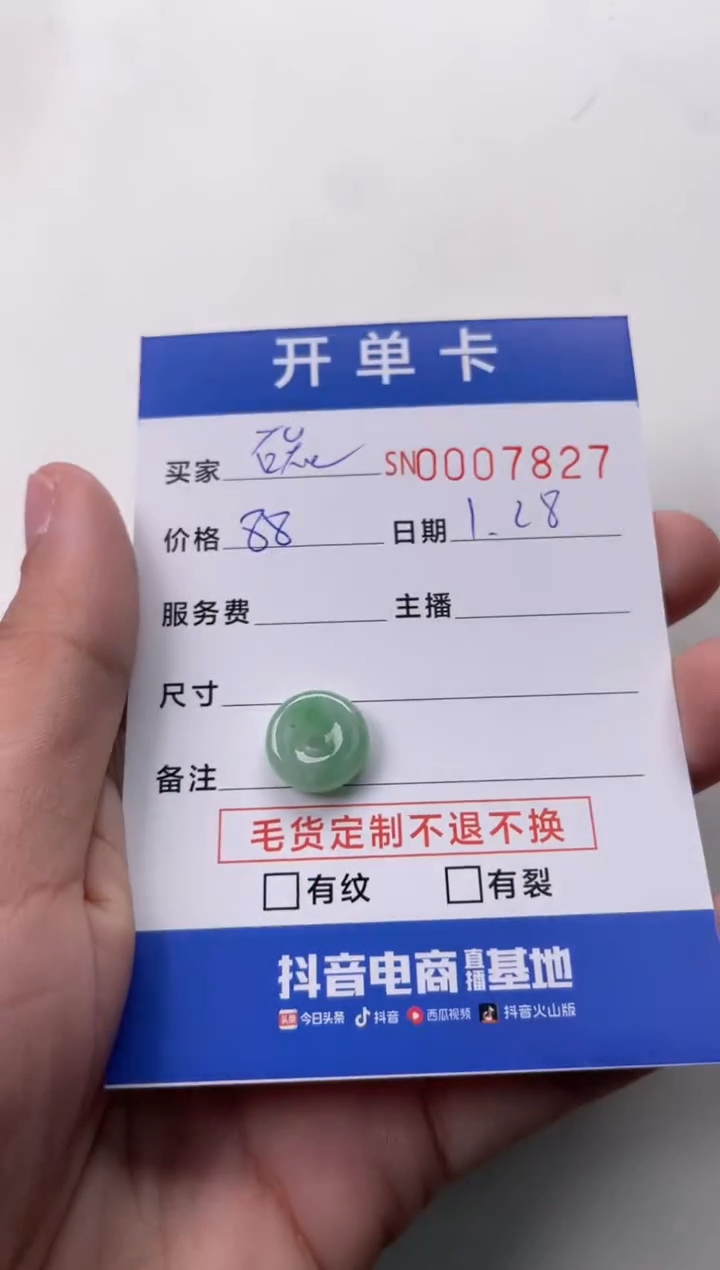 开单卡
买家 SN0007827
价格 88 日期 1.28
服务费 主播
尺寸
备注
毛货定制不退不换
□有纹 □有裂
抖音电商直播基地
头条 今日头条 抖音 西瓜视频 抖音火山版